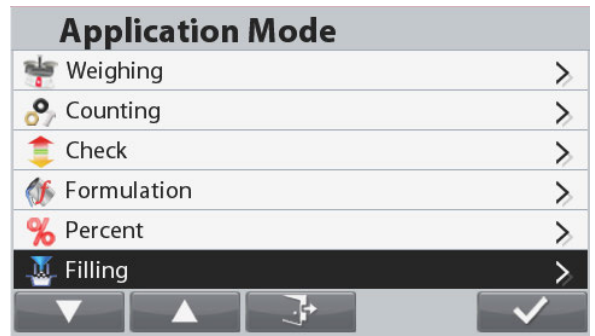 Application Mode
Weighing
Counting
Check
Formulation
Percent
Filling